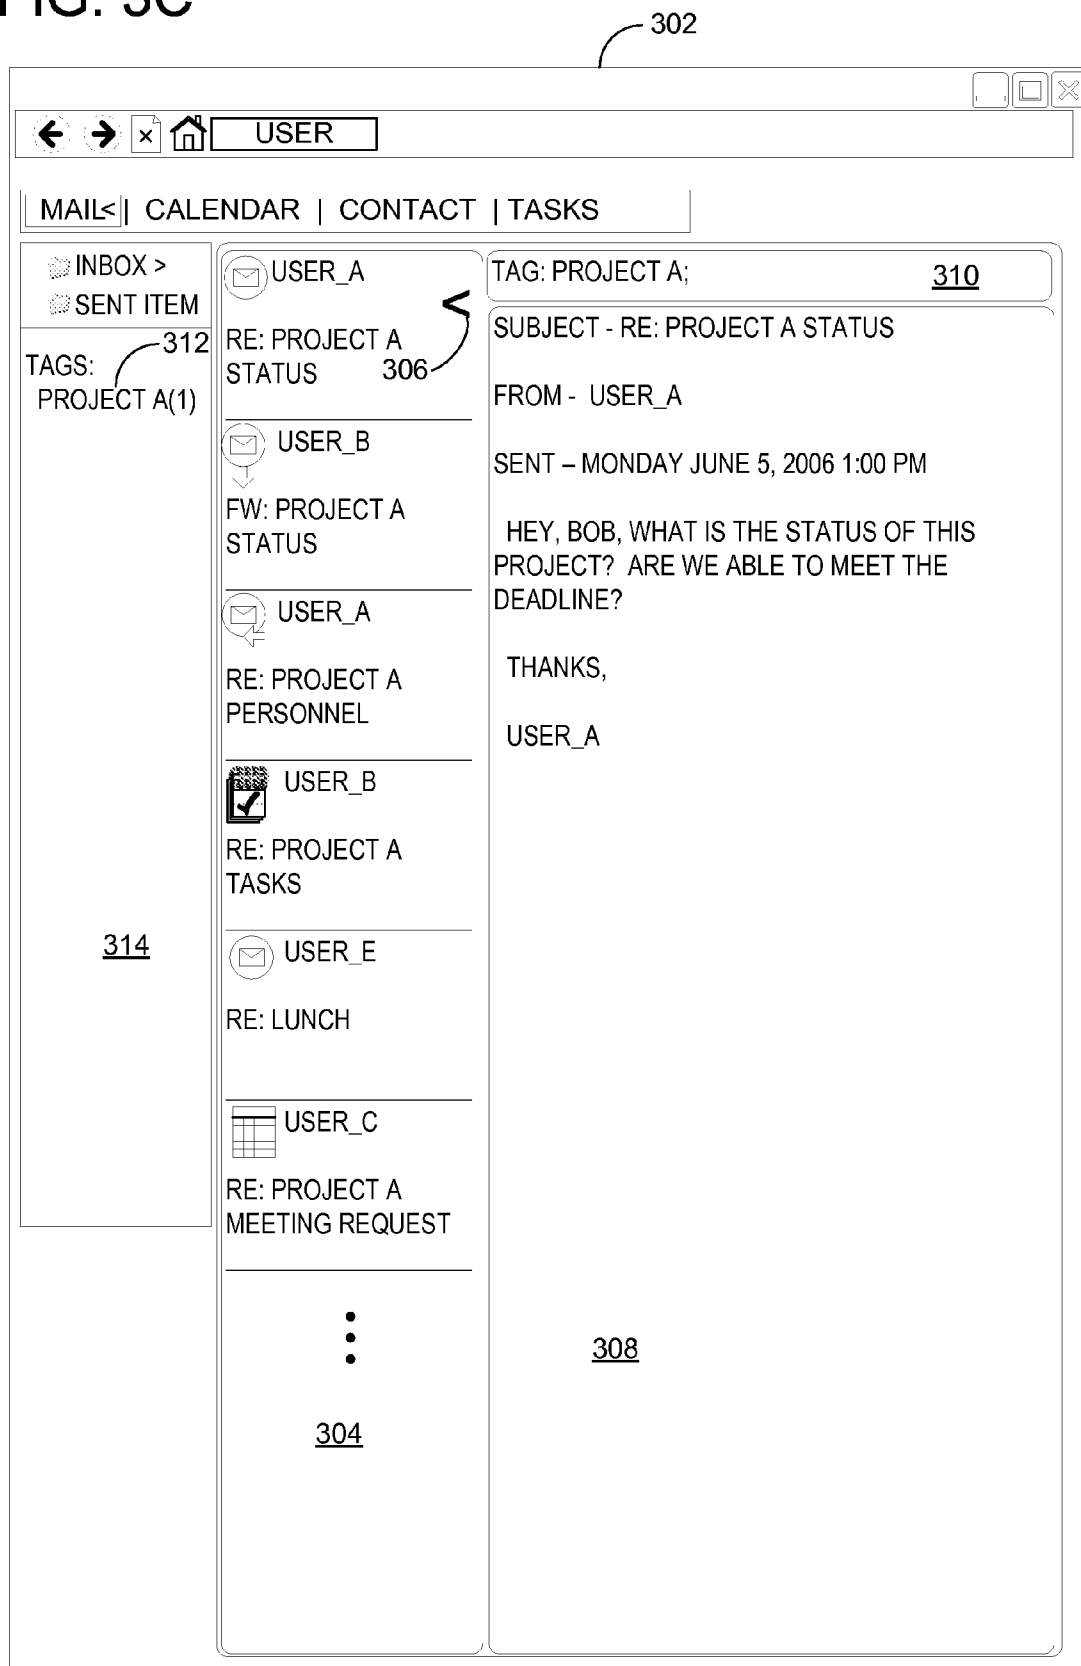 FIG. 3C
302
USER
MAIL< | CALENDAR | CONTACT | TASKS
INBOX >
SENT ITEM
312
TAGS:
PROJECT A(1)
314
USER_A
<
RE: PROJECT A
STATUS
306
USER_B
FW: PROJECT A
STATUS
USER_A
RE: PROJECT A
PERSONNEL
USER_B
RE: PROJECT A
TASKS
USER_E
RE: LUNCH
USER_C
RE: PROJECT A
MEETING REQUEST
304
TAG: PROJECT A;
310
SUBJECT - RE: PROJECT A STATUS
FROM - USER_A
SENT – MONDAY JUNE 5, 2006 1:00 PM
HEY, BOB, WHAT IS THE STATUS OF THIS
PROJECT? ARE WE ABLE TO MEET THE
DEADLINE?
THANKS,
USER_A
308